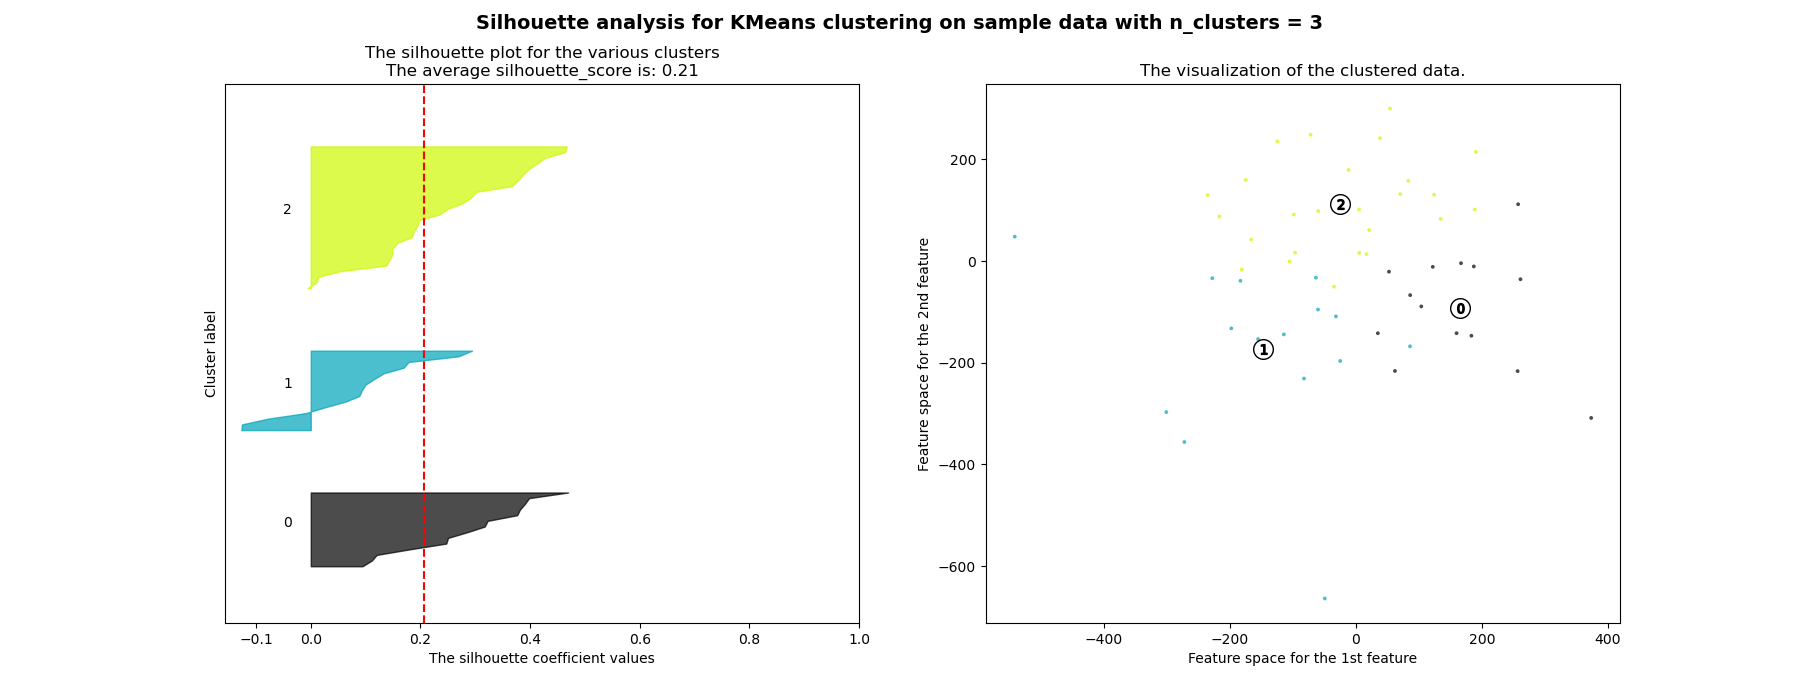 Silhouette analysis for KMeans clustering on sample data with n_clusters = 3
The silhouette plot for the various clusters
The average silhouette_score is: 0.21
2
1
0
Cluster label
−0.1 0.0 0.2 0.4 0.6 0.8 1.0
The silhouette coefficient values
The visualization of the clustered data.
200
0
−200
−400
−600
Feature space for the 2nd feature
2
0
1
−400 −200 0 200 400
Feature space for the 1st feature